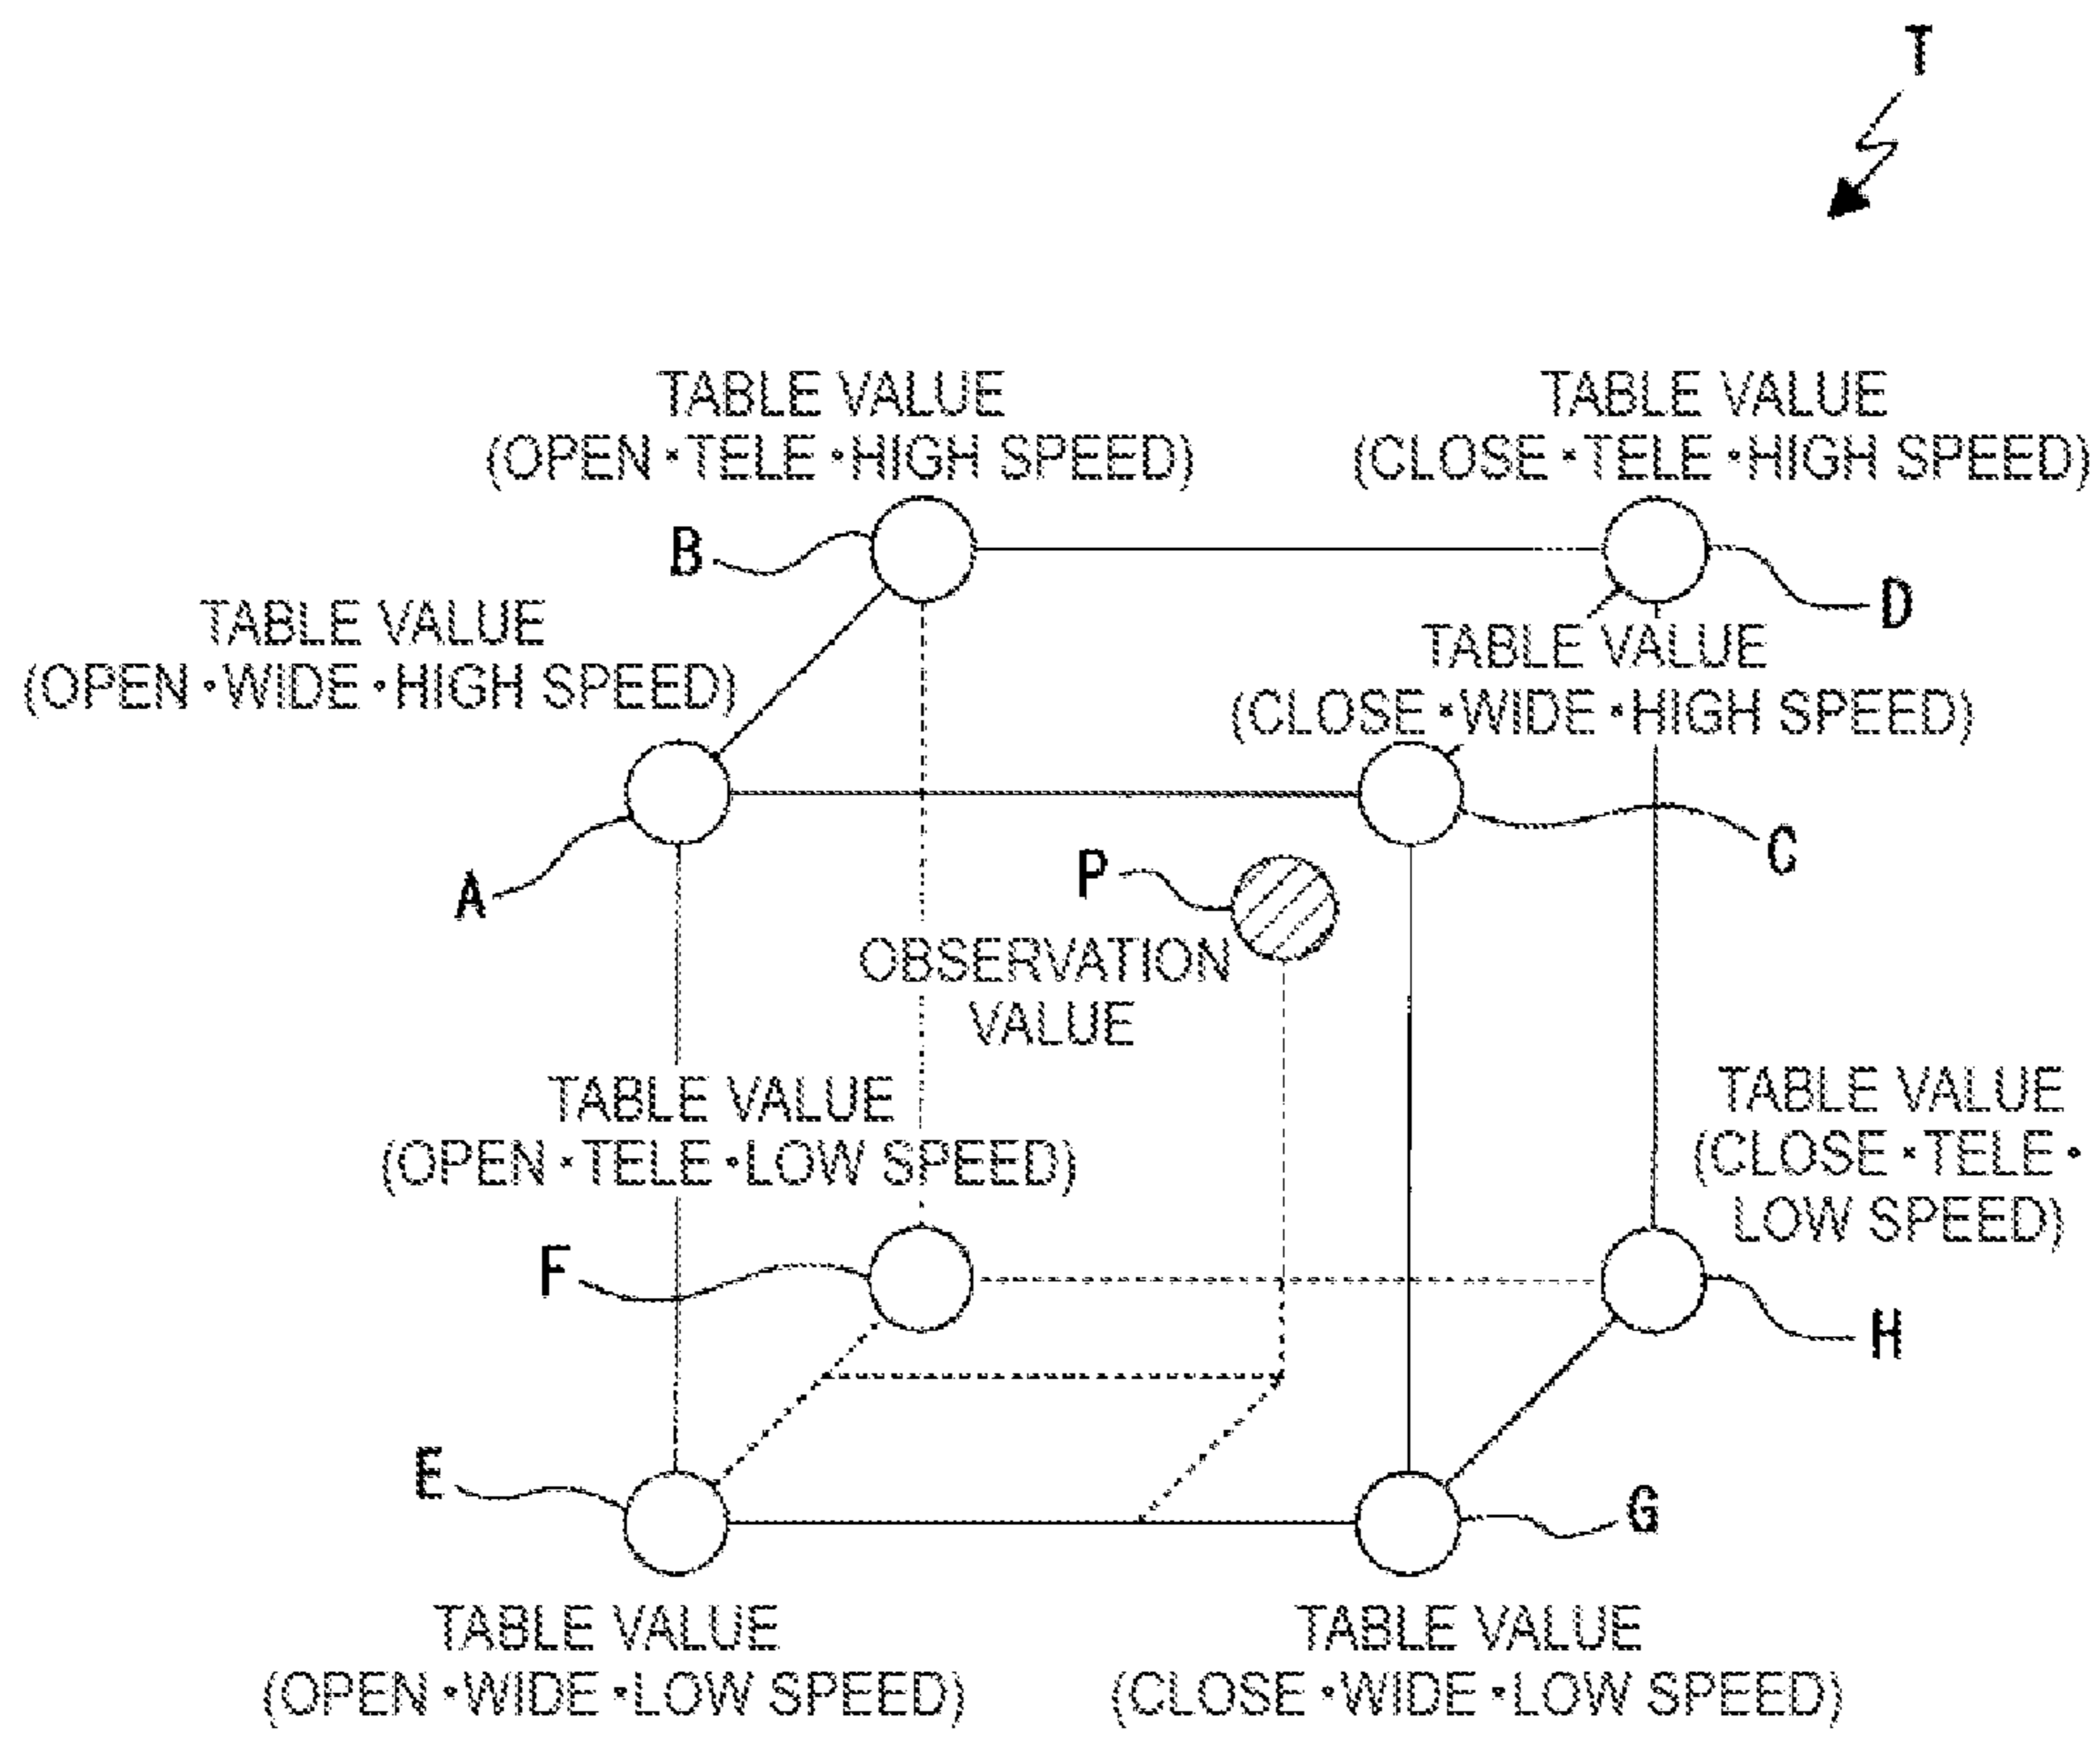 T
TABLE VALUE
(OPEN・TELE・HIGH SPEED)
TABLE VALUE
(CLOSE・TELE・HIGH SPEED)
B
D
TABLE VALUE
(OPEN・WIDE・HIGH SPEED)
TABLE VALUE
(CLOSE・WIDE・HIGH SPEED)
A
C
P
OBSERVATION
VALUE
TABLE VALUE
(OPEN・TELE・LOW SPEED)
TABLE VALUE
(CLOSE・TELE・
LOW SPEED)
F
H
E
G
TABLE VALUE
(OPEN・WIDE・LOW SPEED)
TABLE VALUE
(CLOSE・WIDE・LOW SPEED)